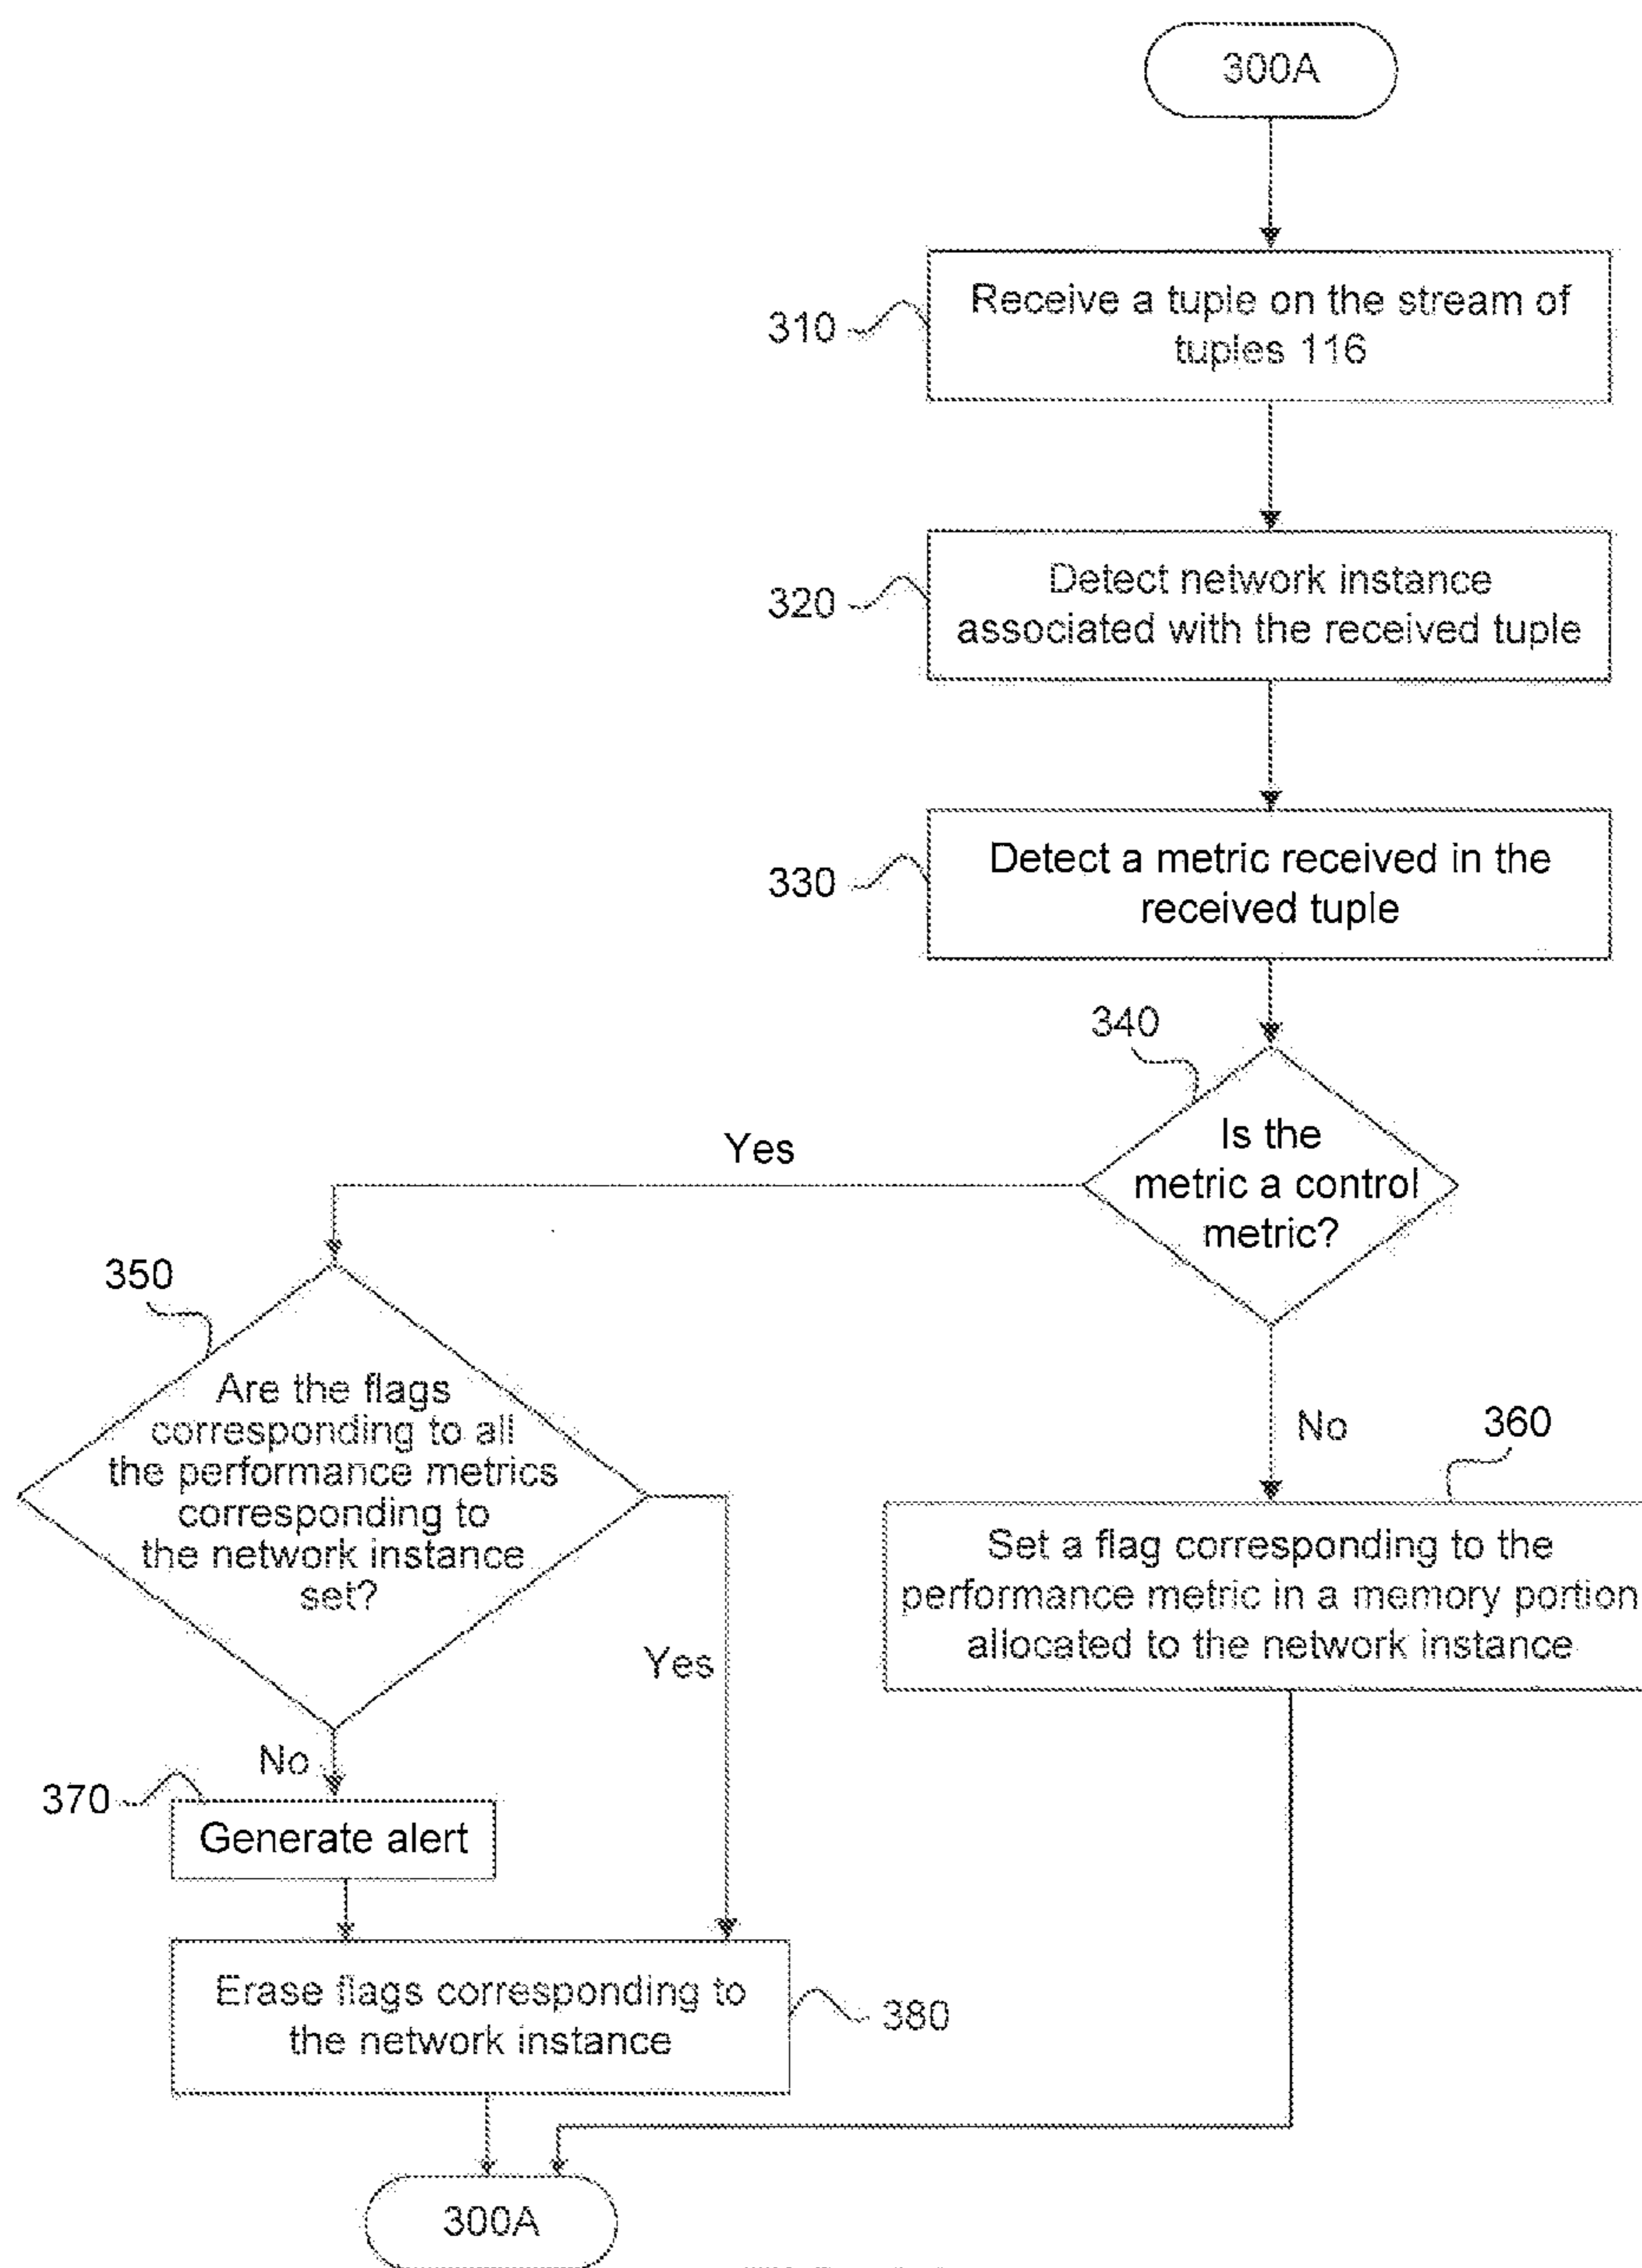 300A
310
Receive a tuple on the stream of
tuples 116
320
Detect network instance
associated with the received tuple
330
Detect a metric received in the
received tuple
340
Is the
metric a control
metric?
Yes
350
Are the flags
corresponding to all
the performance metrics
corresponding to
the network instance
set?
No
360
Set a flag corresponding to the
performance metric in a memory portion
allocated to the network instance
Yes
No
370
Generate alert
Erase flags corresponding to
the network instance
380
300A